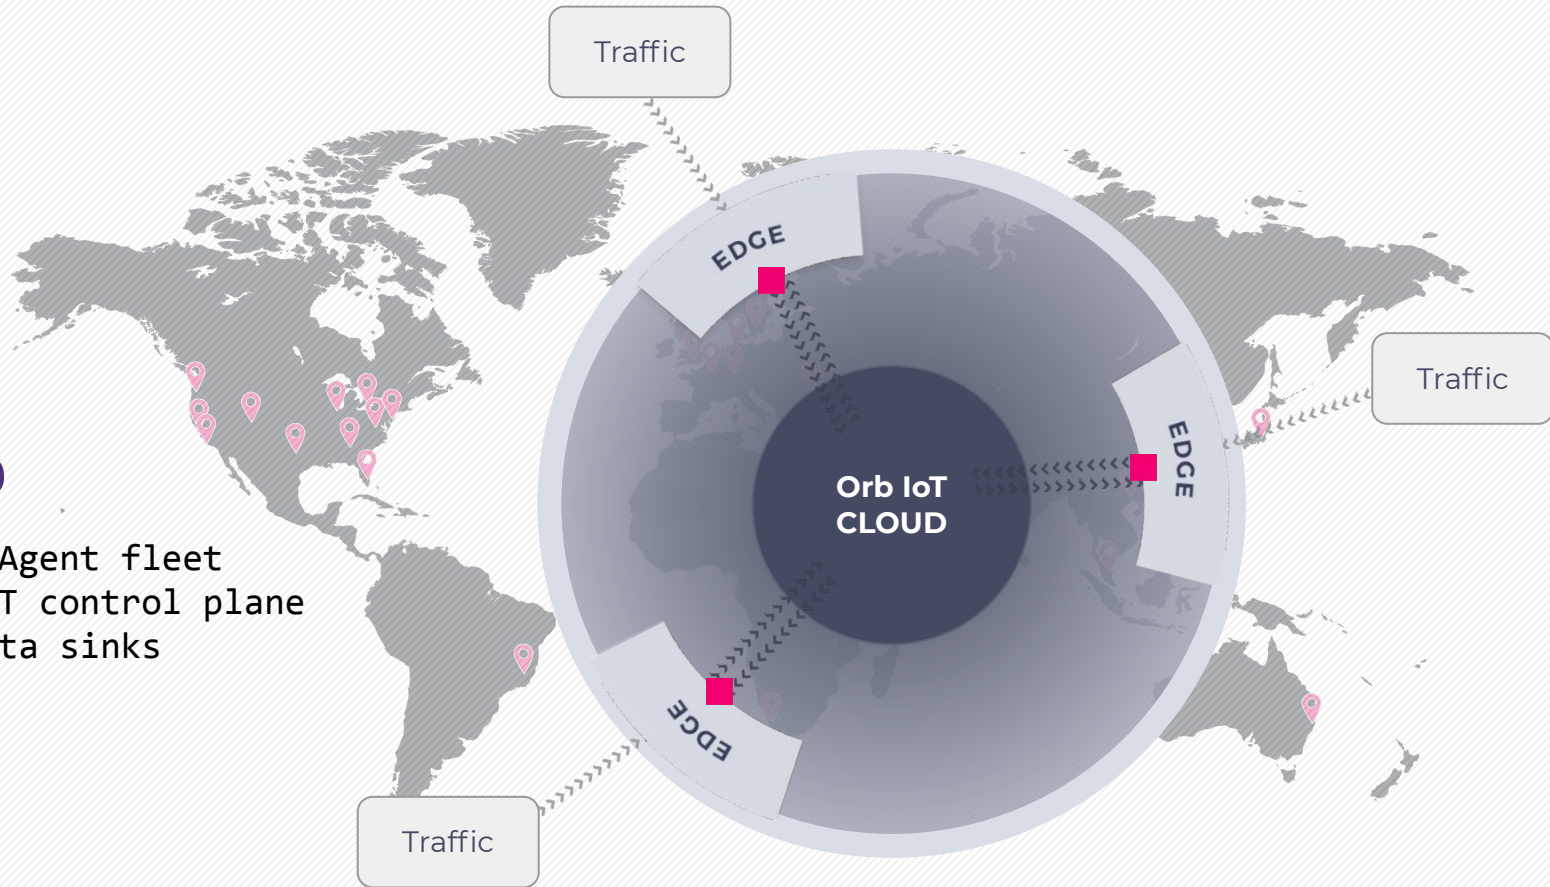 Traffic
EDGE
Traffic
EDGE
Orb IoT
CLOUD
Agent fleet
T control plane
ta sinks
EDGE
Traffic